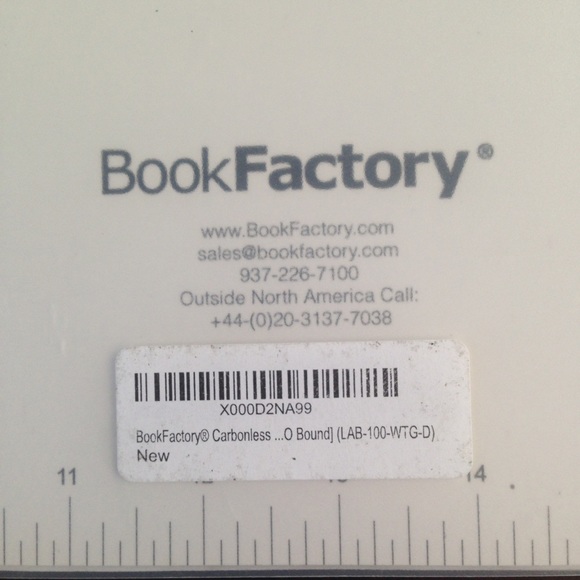 BookFactory®
www.BookFactory.com
sales@bookfactory.com
937-226-7100
Outside North America Call:
+44-(0)20-3137-7038
X000D2NA99
BookFactory® Carbonless ...O Bound] (LAB-100-WTG-D)
New
11 14